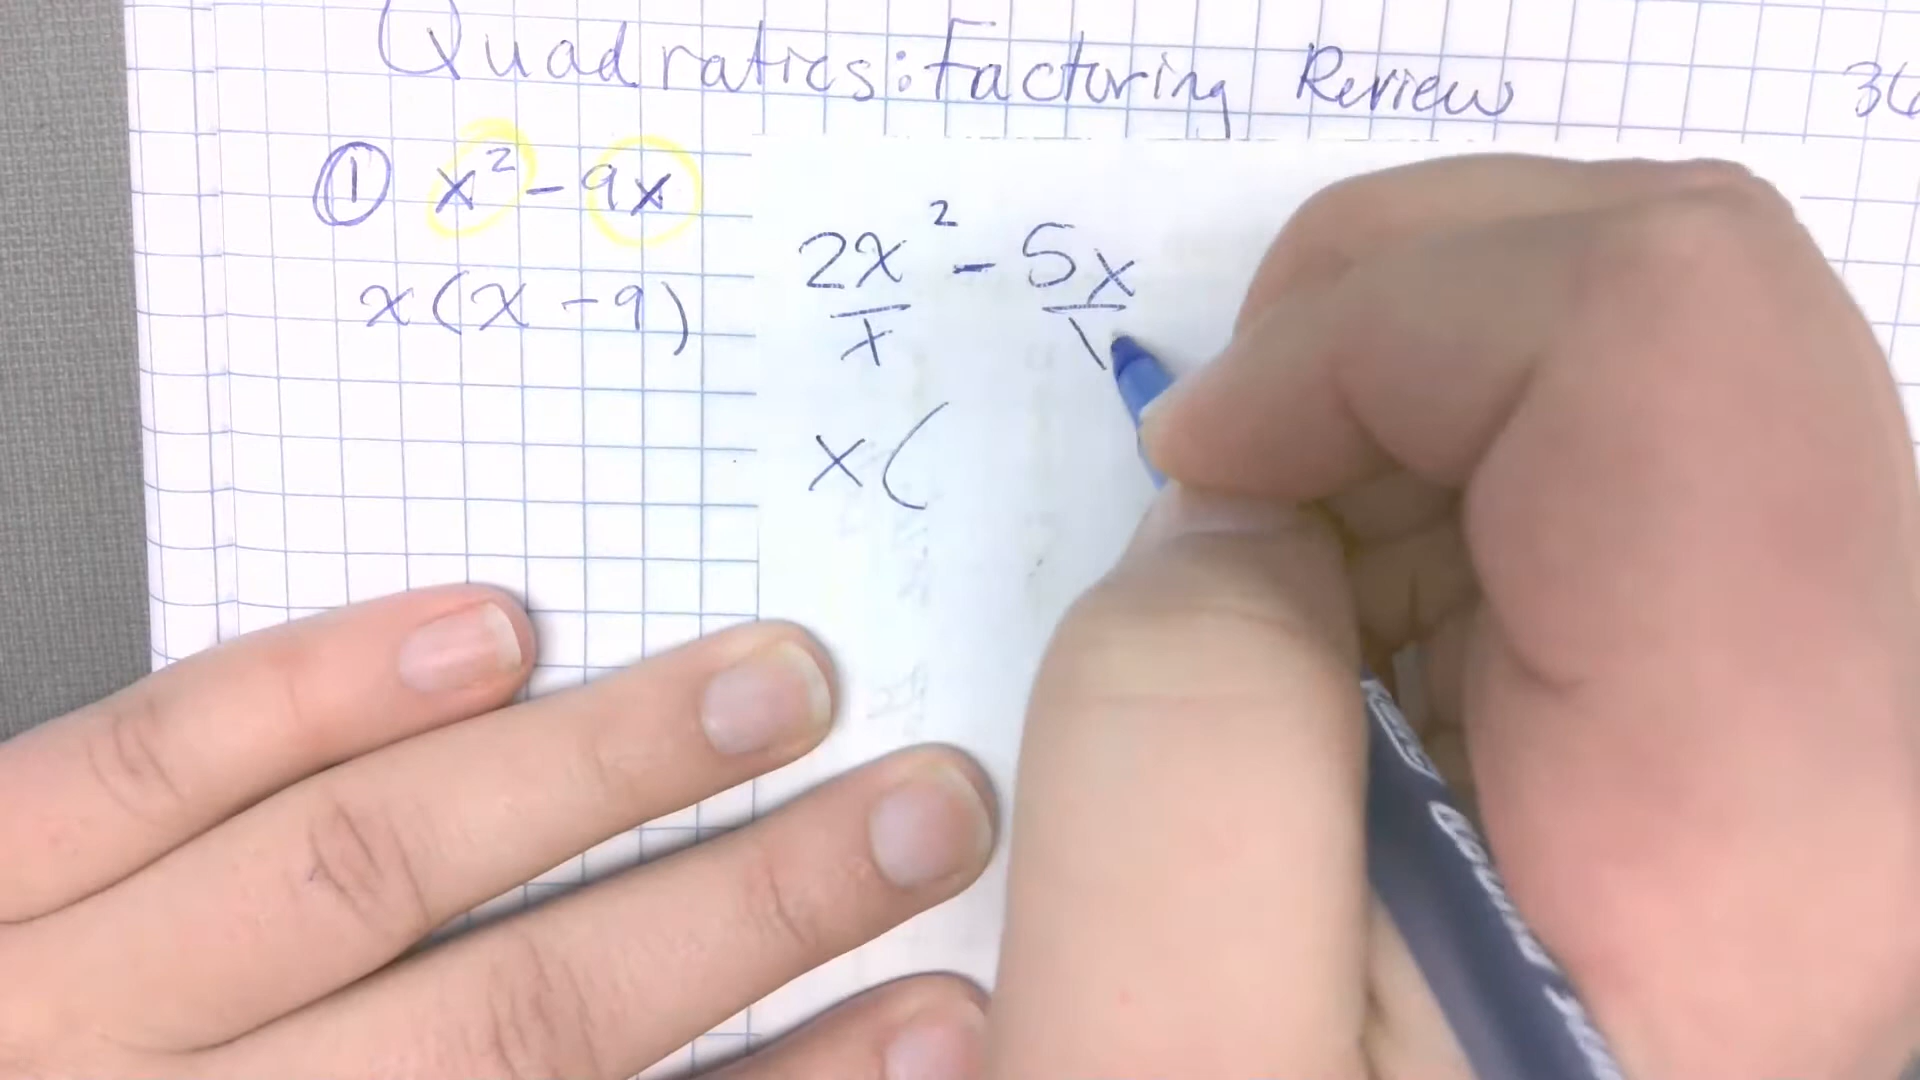 Quadratics: Factoring Review
① x² - 9x
x(x - 9)
2x² - 5x
x
x(